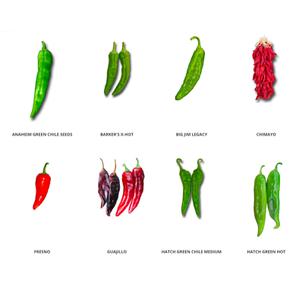 ANAHEIM GREEN CHILE SEEDS
BARKER'S X-HOT
BIG JIM LEGACY
CHIMAYO
FRESNO
GUAJILLO
HATCH GREEN CHILE MEDIUM
HATCH GREEN HOT